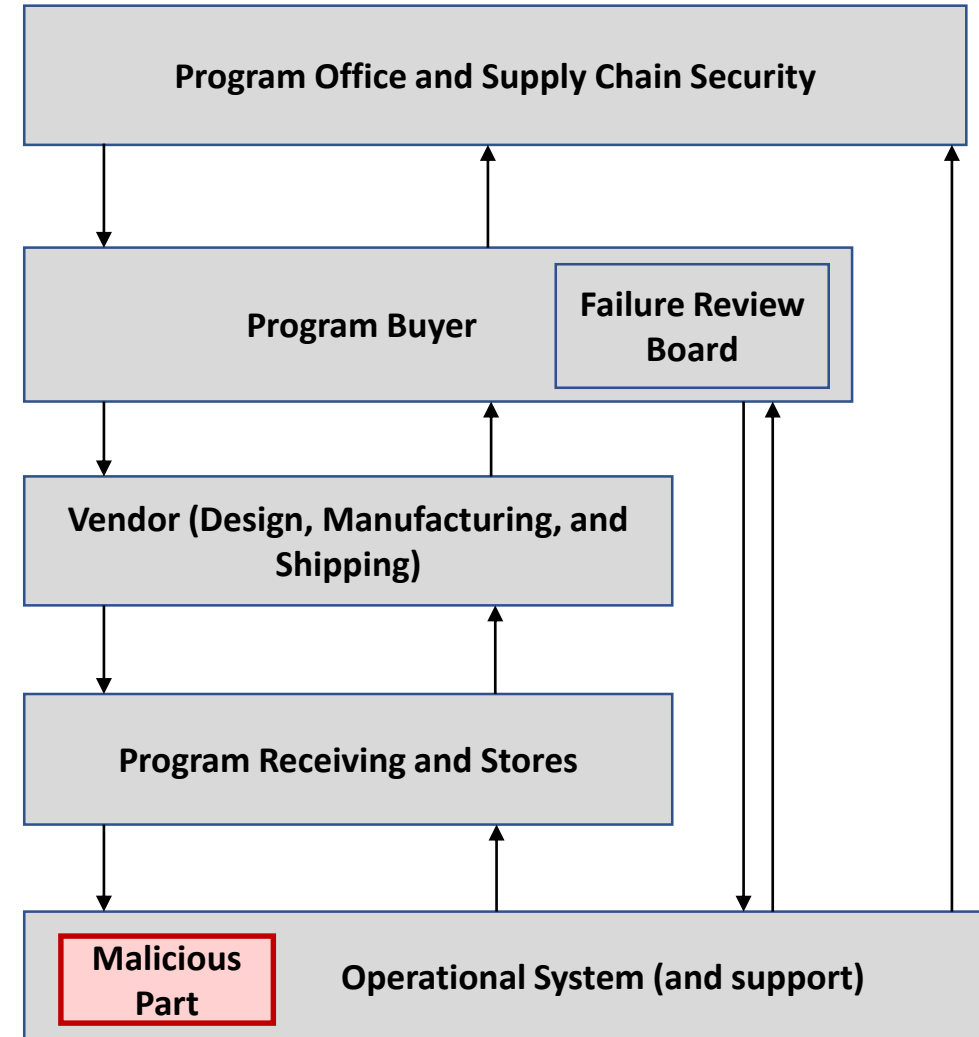 Program Office and Supply Chain Security
Program Buyer
Failure Review
Board
Vendor (Design, Manufacturing, and
Shipping)
Program Receiving and Stores
Malicious
Part
Operational System (and support)